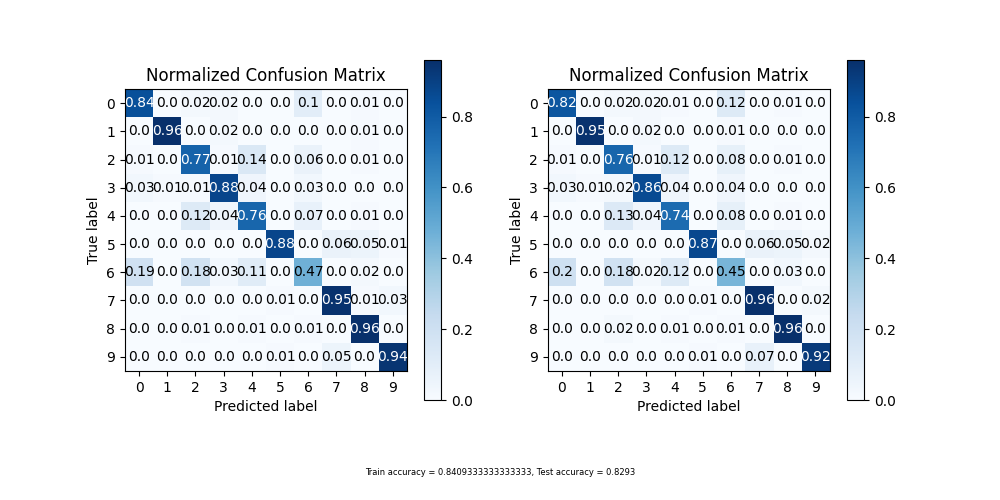 Normalized Confusion Matrix
0 0.84 0.0 0.02 0.02 0.0 0.0 0.1 0.0 0.01 0.0
1 0.0 0.96 0.0 0.02 0.0 0.0 0.0 0.0 0.01 0.0
2 0.01 0.0 0.77 0.01 0.14 0.0 0.06 0.0 0.01 0.0
3 0.03 0.01 0.01 0.88 0.04 0.0 0.03 0.0 0.0 0.0
4 0.0 0.0 0.12 0.04 0.76 0.0 0.07 0.0 0.01 0.0
5 0.0 0.0 0.0 0.0 0.0 0.88 0.0 0.06 0.05 0.01
6 0.19 0.0 0.18 0.03 0.11 0.0 0.47 0.0 0.02 0.0
7 0.0 0.0 0.0 0.0 0.0 0.01 0.0 0.95 0.01 0.03
8 0.0 0.0 0.01 0.0 0.01 0.0 0.01 0.0 0.96 0.0
9 0.0 0.0 0.0 0.0 0.0 0.01 0.0 0.05 0.0 0.94
0 1 2 3 4 5 6 7 8 9
True label
Predicted label
0.8
0.6
0.4
0.2
0.0
Normalized Confusion Matrix
0 0.82 0.0 0.02 0.02 0.01 0.0 0.12 0.0 0.01 0.0
1 0.0 0.95 0.0 0.02 0.0 0.0 0.01 0.0 0.01 0.0
2 0.01 0.0 0.76 0.01 0.12 0.0 0.08 0.0 0.01 0.0
3 0.03 0.01 0.02 0.86 0.04 0.0 0.04 0.0 0.0 0.0
4 0.0 0.0 0.13 0.04 0.74 0.0 0.08 0.0 0.01 0.0
5 0.0 0.0 0.0 0.0 0.0 0.87 0.0 0.06 0.05 0.02
6 0.2 0.0 0.18 0.02 0.12 0.0 0.45 0.0 0.03 0.0
7 0.0 0.0 0.0 0.0 0.0 0.01 0.0 0.96 0.0 0.02
8 0.0 0.0 0.02 0.0 0.01 0.0 0.01 0.0 0.96 0.0
9 0.0 0.0 0.0 0.0 0.0 0.01 0.0 0.07 0.0 0.92
0 1 2 3 4 5 6 7 8 9
True label
Predicted label
0.8
0.6
0.4
0.2
0.0
Train accuracy = 0.8409333333333333, Test accuracy = 0.8293